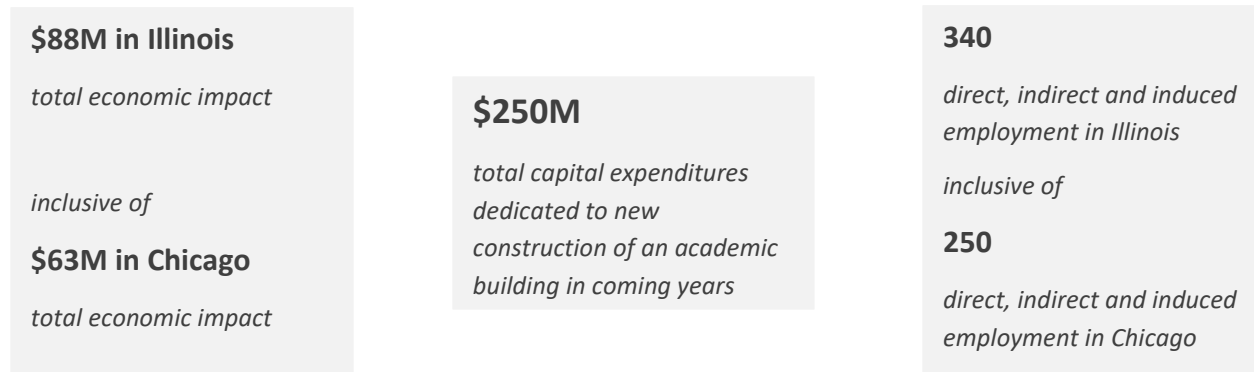 $88M in Illinois
total economic impact
inclusive of
$63M in Chicago
total economic impact
$250M
total capital expenditures
dedicated to new
construction of an academic
building in coming years
340
direct, indirect and induced
employment in Illinois
inclusive of
250
direct, indirect and induced
employment in Chicago